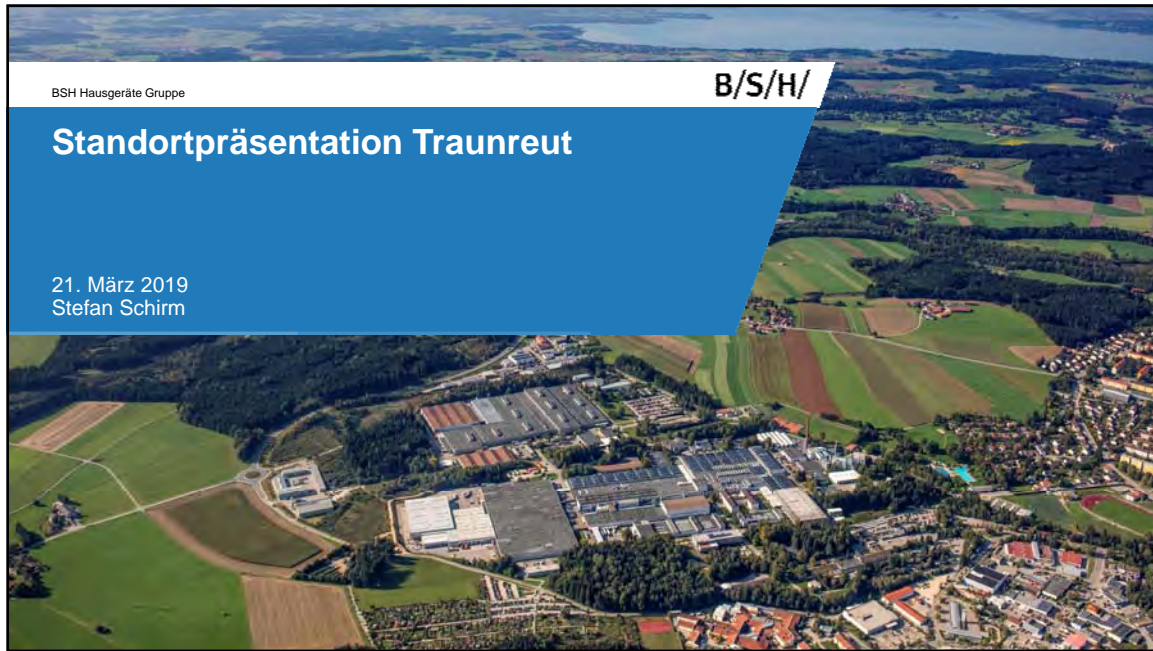 BSH Hausgeräte Gruppe
B/S/H/
Standortpräsentation Traunreut
21. März 2019
Stefan Schirm